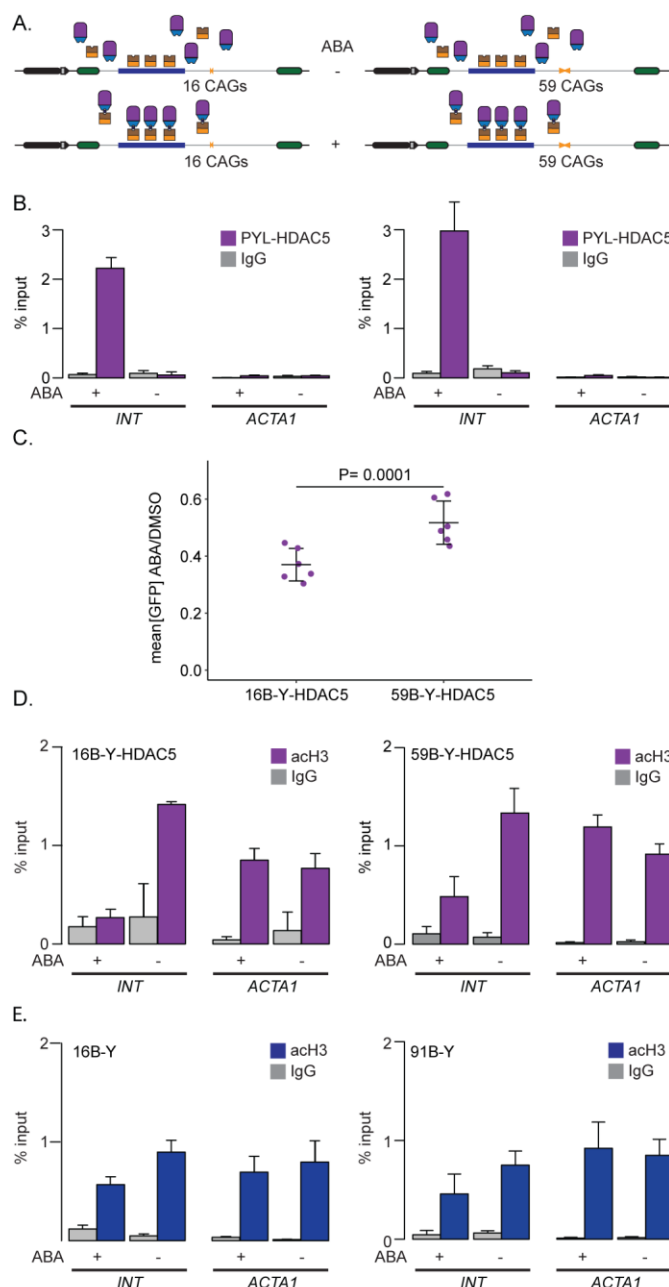 A.
ABA
16 CAGs - 59 CAGs
16 CAGs + 59 CAGs
B.
% input
3
2
1
0
PYL-HDAC5
IgG
ABA + - + -
INT ACTA1
% input
3
2
1
0
PYL-HDAC5
IgG
ABA + - + -
INT ACTA1
C.
mean[GFP] ABA/DMSO
0.6
0.4
0.2
0.0
P= 0.0001
16B-Y-HDAC5 59B-Y-HDAC5
D.
% input
2
1
0
16B-Y-HDAC5
acH3
IgG
ABA + - + -
INT ACTA1
% input
2
1
0
59B-Y-HDAC5
acH3
IgG
ABA + - + -
INT ACTA1
E.
% input
2
1
16B-Y
acH3
IgG
ABA + - + -
INT ACTA1
% input
2
1
0
91B-Y
acH3
IgG
ABA + - + -
INT ACTA1